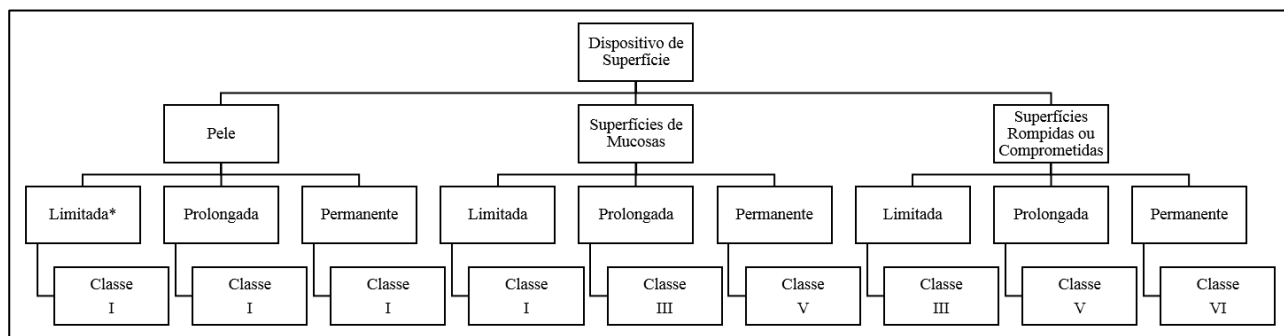 Dispositivo de
Superfície
Pele
Superfícies de
Mucosas
Superfícies
Rompidas ou
Comprometidas
Limitada*
Prolongada
Permanente
Limitada
Prolongada
Permanente
Limitada
Prolongada
Permanente
Classe
I
Classe
I
Classe
I
Classe
I
Classe
III
Classe
V
Classe
III
Classe
V
Classe
VI